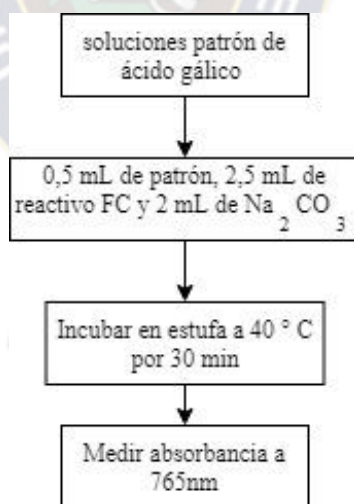 soluciones patrón de
ácido gálico
0,5 mL de patrón, 2,5 mL de
reactivo FC y 2 mL de Na₂CO₃
Incubar en estufa a 40 ° C
por 30 min
Medir absorbancia a
765nm